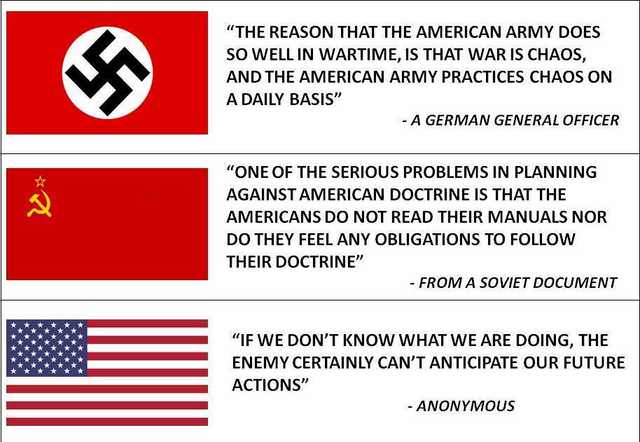 “THE REASON THAT THE AMERICAN ARMY DOES
SO WELL IN WARTIME, IS THAT WAR IS CHAOS,
AND THE AMERICAN ARMY PRACTICES CHAOS ON
A DAILY BASIS”
- A GERMAN GENERAL OFFICER
“ONE OF THE SERIOUS PROBLEMS IN PLANNING
AGAINST AMERICAN DOCTRINE IS THAT THE
AMERICANS DO NOT READ THEIR MANUALS NOR
DO THEY FEEL ANY OBLIGATIONS TO FOLLOW
THEIR DOCTRINE”
- FROM A SOVIET DOCUMENT
“IF WE DON’T KNOW WHAT WE ARE DOING, THE
ENEMY CERTAINLY CAN’T ANTICIPATE OUR FUTURE
ACTIONS”
- ANONYMOUS